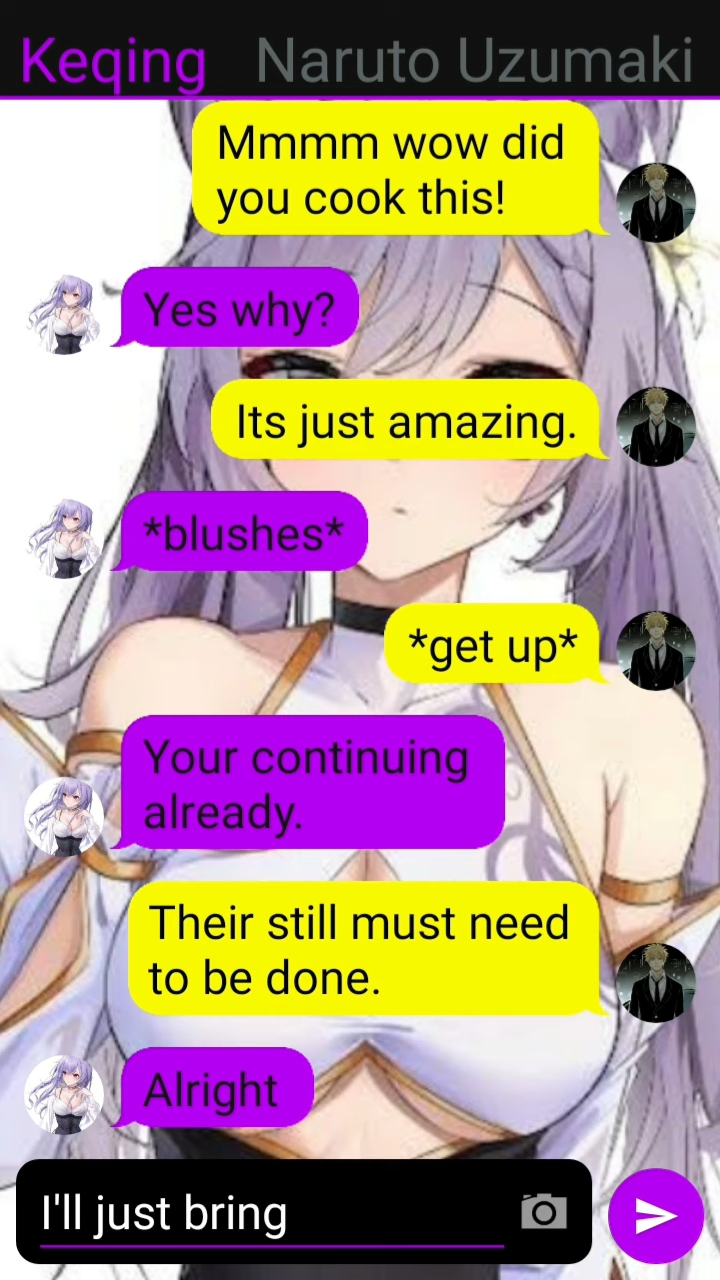 Keqing Naruto Uzumaki
Mmmm wow did
you cook this!
Yes why?
Its just amazing.
*blushes*
*get up*
Your continuing
already.
Their still must need
to be done.
Alright
I'll just bring